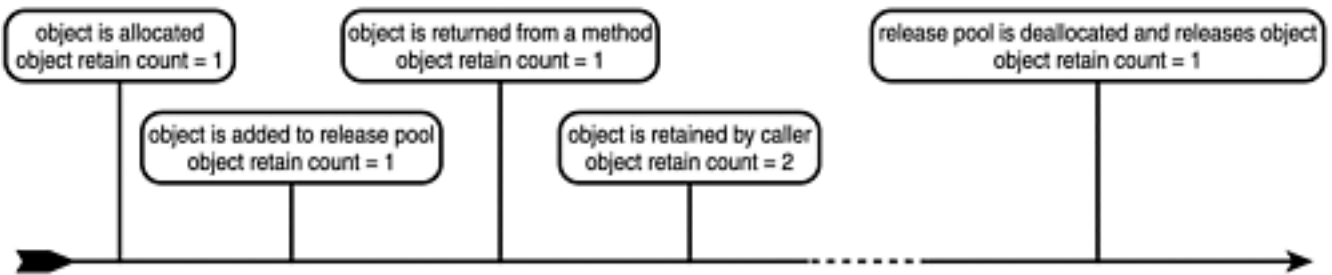 object is allocated
object retain count = 1
object is added to release pool
object retain count = 1
object is returned from a method
object retain count = 1
object is retained by caller
object retain count = 2
release pool is deallocated and releases object
object retain count = 1